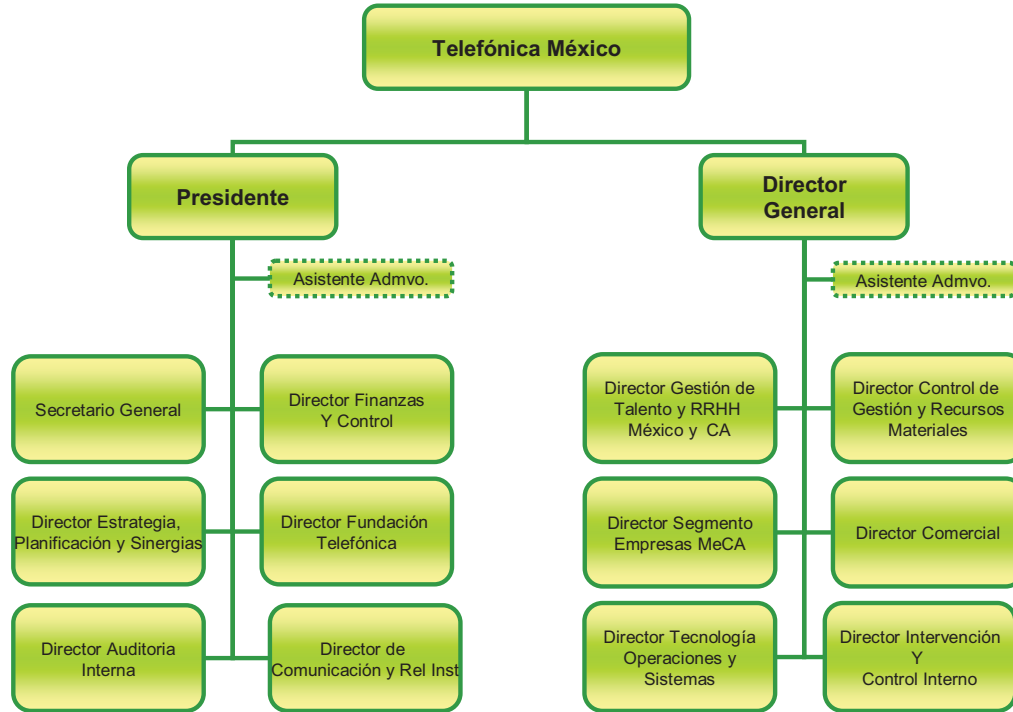 Telefónica México
Presidente
Director
General
Asistente Admvo.
Asistente Admvo.
Secretario General
Director Finanzas
Y Control
Director Gestión de
Talento y RRHH
México y CA
Director Control de
Gestión y Recursos
Materiales
Director Estrategia,
Planificación y Sinergias
Director Fundación
Telefónica
Director Segmento
Empresas MeCA
Director Comercial
Director Auditoria
Interna
Director de
Comunicación y Rel Inst
Director Tecnología
Operaciones y
Sistemas
Director Intervención
Y
Control Interno